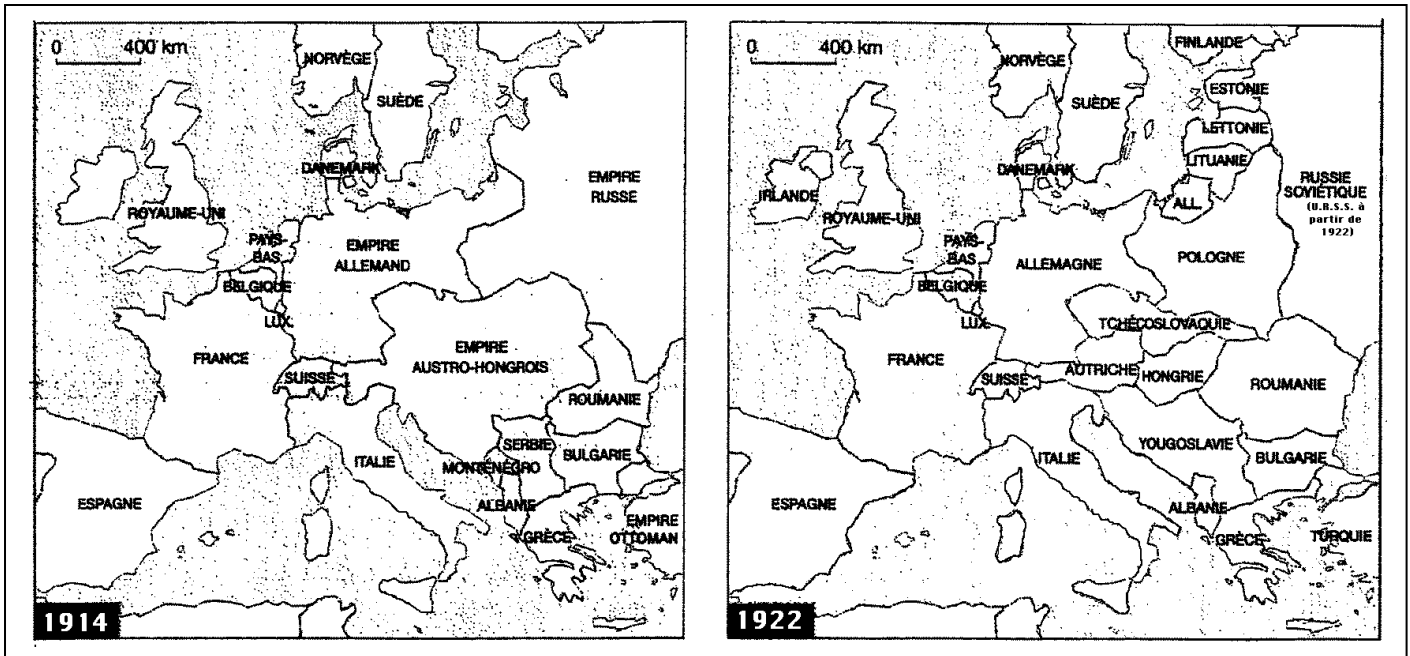 0 400 km
NORVÈGE
SUÈDE
DANEMARK
EMPIRE
RUSSE
ROYAUME-UNI
PAYS-
BAS
EMPIRE
ALLEMAND
BELGIQUE
LUX.
FRANCE
EMPIRE
AUSTRO-HONGROIS
SUISSE
ROUMANIE
SERBIE
ITALIE
MONTÉNÉGRO
BULGARIE
ESPAGNE
ALBANIE
EMPIRE
OTTOMAN
GRÈCE
1914
0 400 km
FINLANDE
NORVÈGE
ESTONIE
SUÈDE
LETTONIE
LITUANIE
DANEMARK
RUSSIE
SOVIÉTIQUE
(U.R.S.S. à
partir de
1922)
IRLANDE
ALL.
ROYAUME-UNI
PAYS-
BAS
POLOGNE
ALLEMAGNE
BELGIQUE
LUX.
TCHÉCOSLOVAQUIE
FRANCE
AUTRICHE
SUISSE
HONGRIE
ROUMANIE
YOUGOSLAVIE
ITALIE
BULGARIE
ESPAGNE
ALBANIE
GRÈCE
TURQUIE
1922